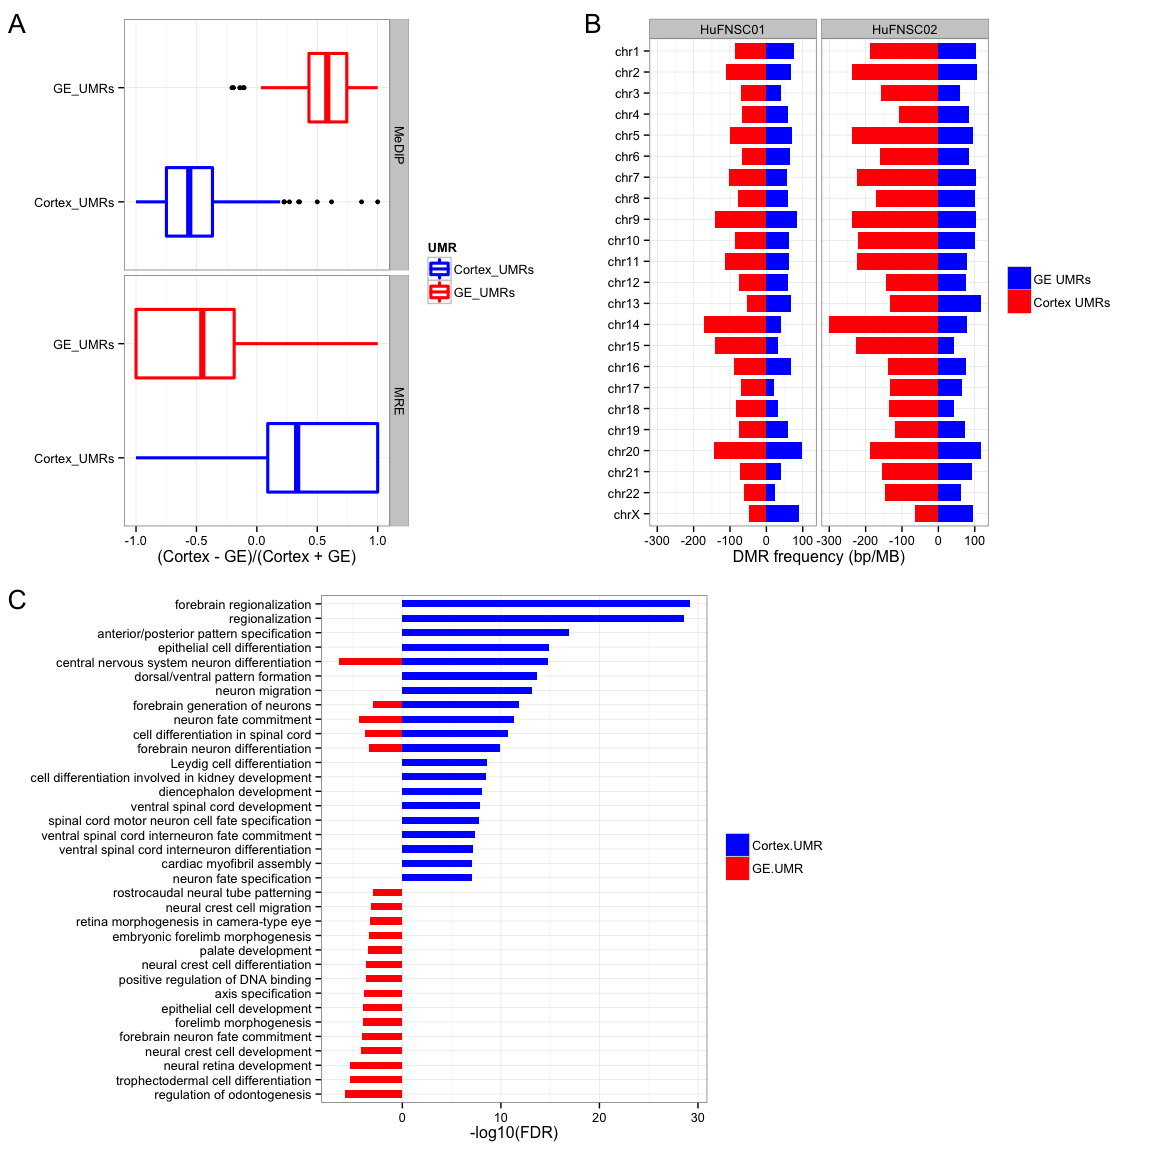 A
GE_UMRs
Cortex_UMRs
MeDIP
GE_UMRs
Cortex_UMRs
MRE
-1.0 -0.5 0.0 0.5 1.0
(Cortex - GE)/(Cortex + GE)
UMR
Cortex_UMRs
GE_UMRs
B
HuFNSC01 HuFNSC02
chr1
chr2
chr3
chr4
chr5
chr6
chr7
chr8
chr9
chr10
chr11
chr12
chr13
chr14
chr15
chr16
chr17
chr18
chr19
chr20
chr21
chr22
chrX
-300 -200 -100 0 100 -300 -200 -100 0 100
DMR frequency (bp/MB)
GE UMRs
Cortex UMRs
C
forebrain regionalization
regionalization
anterior/posterior pattern specification
epithelial cell differentiation
central nervous system neuron differentiation
dorsal/ventral pattern formation
neuron migration
forebrain generation of neurons
neuron fate commitment
cell differentiation in spinal cord
forebrain neuron differentiation
Leydig cell differentiation
cell differentiation involved in kidney development
diencephalon development
ventral spinal cord development
spinal cord motor neuron cell fate specification
ventral spinal cord interneuron fate commitment
ventral spinal cord interneuron differentiation
cardiac myofibril assembly
neuron fate specification
rostrocaudal neural tube patterning
neural crest cell migration
retina morphogenesis in camera-type eye
embryonic forelimb morphogenesis
palate development
neural crest cell differentiation
positive regulation of DNA binding
axis specification
epithelial cell development
forelimb morphogenesis
forebrain neuron fate commitment
neural crest cell development
neural retina development
trophectodermal cell differentiation
regulation of odontogenesis
0 10 20 30
-log10(FDR)
Cortex.UMR
GE.UMR